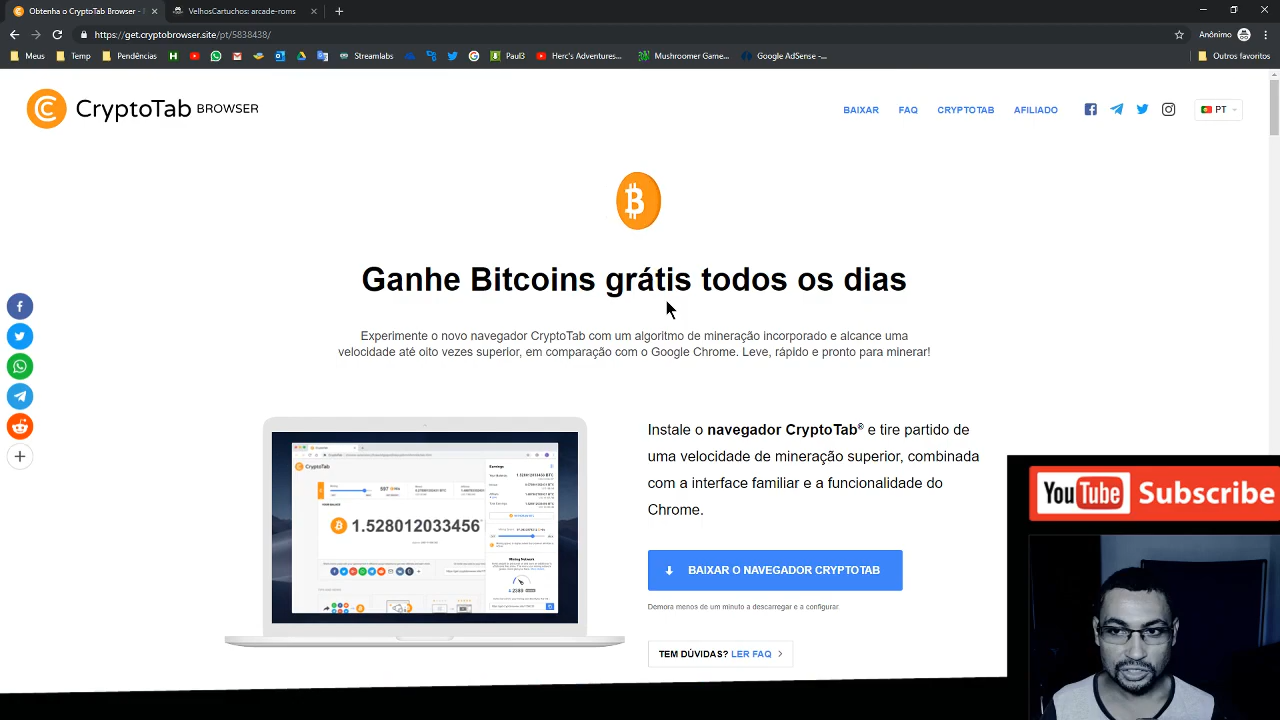 Obtenha o CryptoTab Browser -
VelhosCartuchos: arcade-roms
https://get.cryptobrowser.site/pt/5838438/
Anônimo
Meus
Temp
Pendências
Streamlabs
Paul3
Herc's Adventures...
Mushroomer Game...
Google AdSense -...
Outros favoritos
CryptoTab BROWSER
BAIXAR
FAQ
CRYPTOTAB
AFILIADO
PT
Ganhe Bitcoins grátis todos os dias
Experimente o novo navegador CryptoTab com um algoritmo de mineração incorporado e alcance uma
velocidade até oito vezes superior, em comparação com o Google Chrome. Leve, rápido e pronto para minerar!
CryptoTab
1.528012033456
Instale o navegador CryptoTab® e tire partido de
uma velocidade de mineração superior, combinada
com a interface familiar e a funcionalidade do
Chrome.
BAIXAR O NAVEGADOR CRYPTOTAB
Demora menos de um minuto a descarregar e a configurar.
TEM DÚVIDAS? LER FAQ
YouTube Subscribe